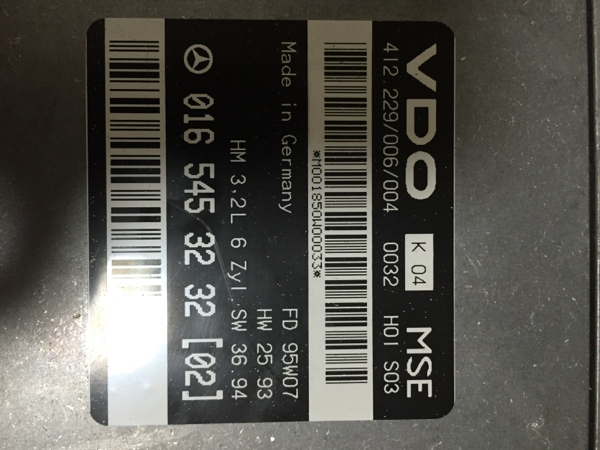 VDO K 04 MSE
412.229/006/004 0032 H01 S03
*M001850W00033*
Made in Germany FD 95W07
HW 25.93
HM 3,2L 6 Zyl. SW 36.94
016 545 32 32 [02]